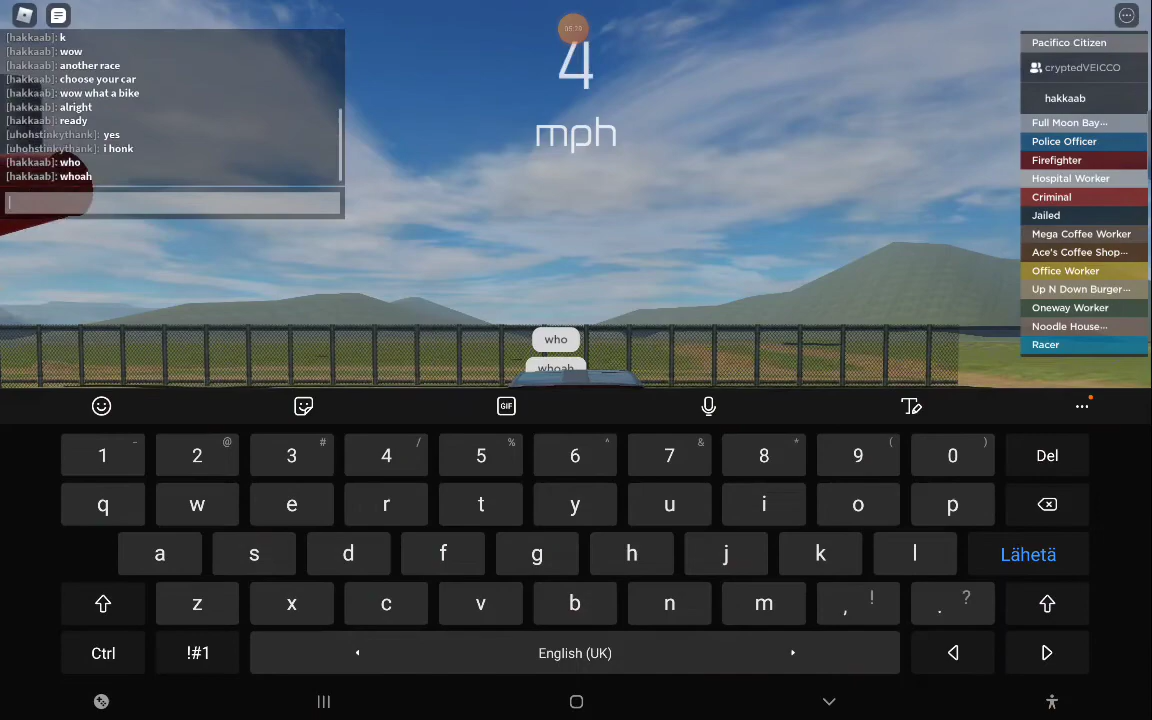 [hakkaab]: k
[hakkaab]: wow
[hakkaab]: another race
[hakkaab]: choose your car
[hakkaab]: wow what a bike
[hakkaab]: alright
[hakkaab]: ready
[uhohstinkythank]: yes
[uhohstinkythank]: i honk
[hakkaab]: who
[hakkaab]: whoah
05:29
4
mph
Pacifico Citizen
cryptedVEICCO
hakkaab
Full Moon Bay...
Police Officer
Firefighter
Hospital Worker
Criminal
Jailed
Mega Coffee Worker
Ace's Coffee Shop...
Office Worker
Up N Down Burger...
Oneway Worker
Noodle House...
Racer
who
whoah
GIF
1 - 2 @ 3 # 4 / 5 % 6 ^ 7 & 8 * 9 ( 0 ) Del
q w e r t y u i o p
a s d f g h j k l Lähetä
z x c v b n m , ! . ?
Ctrl !#1 English (UK)